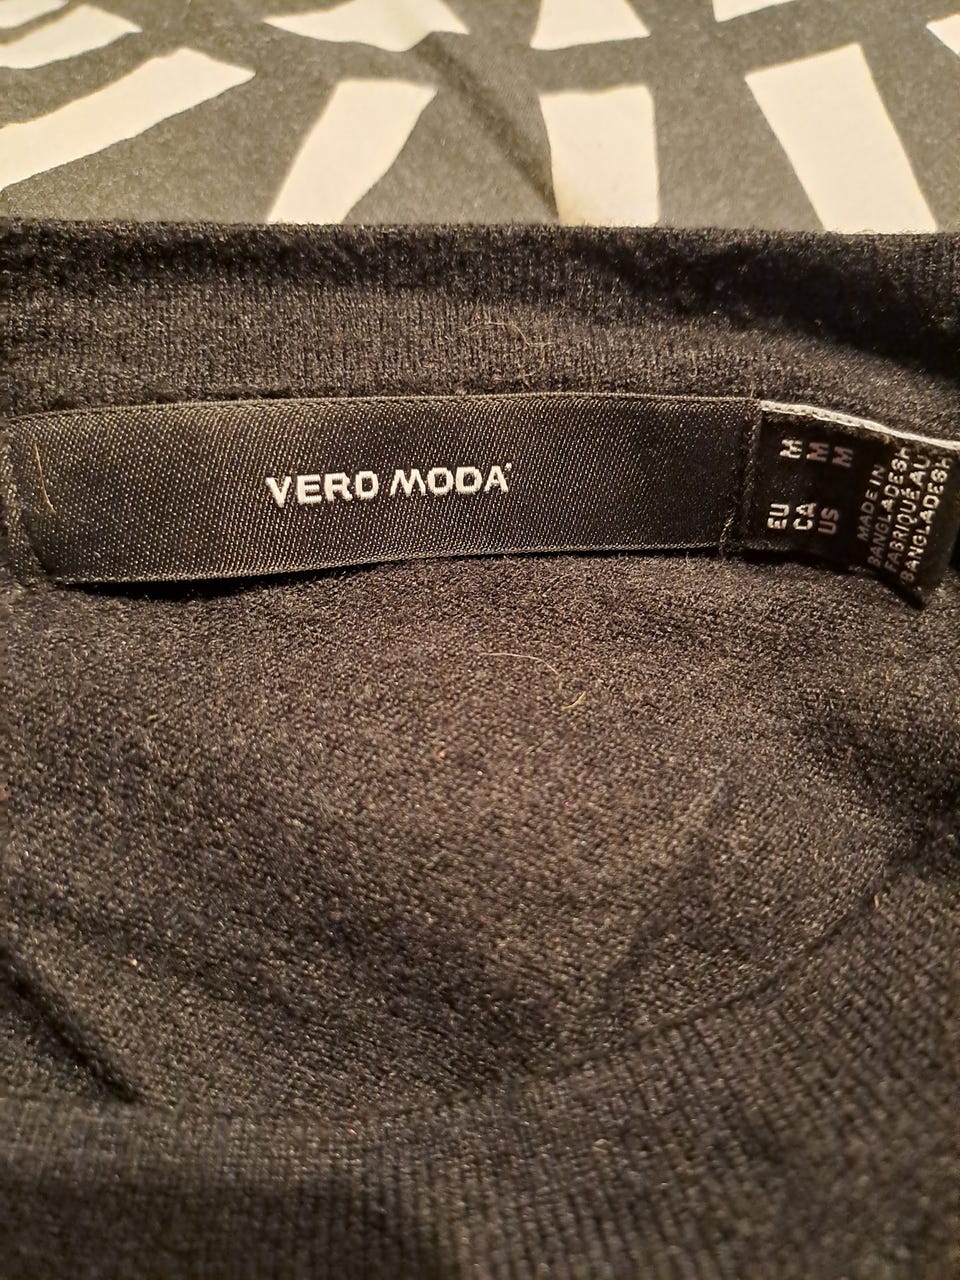 VERO MODA
EU M
CA M
US M
MADE IN
BANGLADESH
FABRIQUÉ AU
BANGLADESH